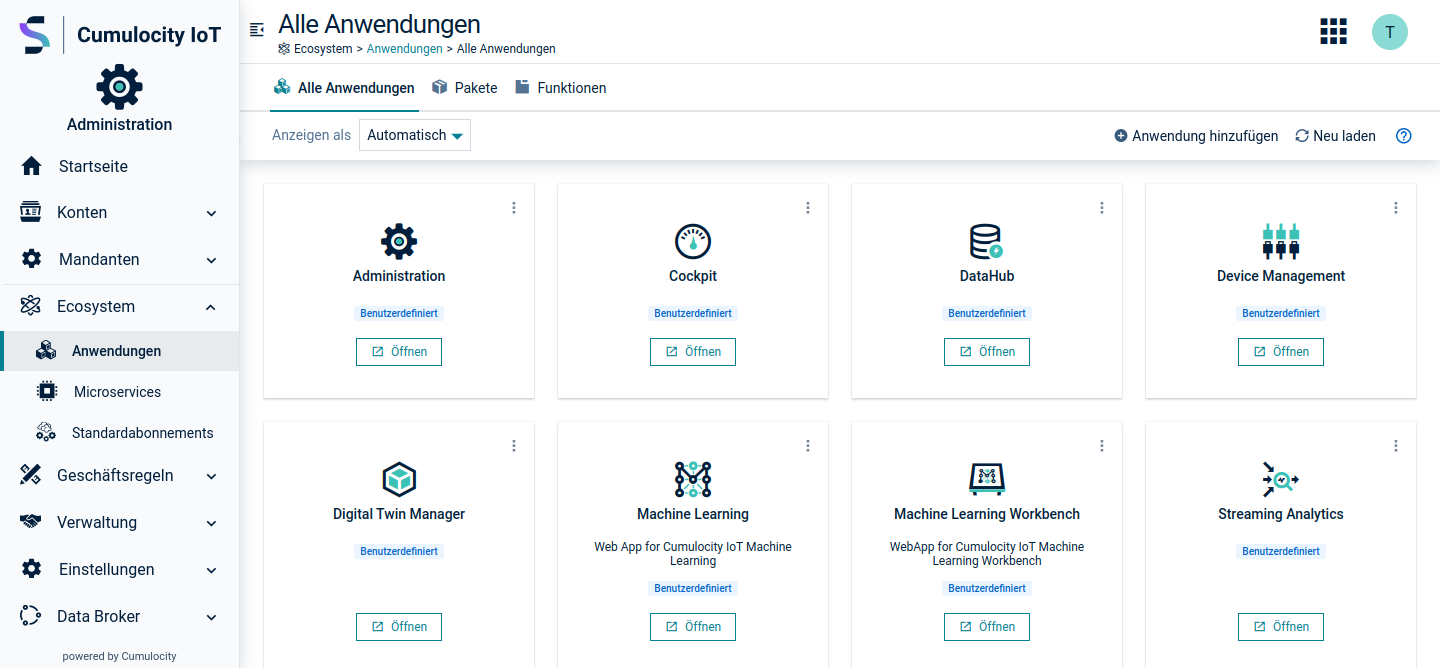 Cumulocity IoT
Administration
Startseite
Konten
Mandanten
Ecosystem
Anwendungen
Microservices
Standardabonnements
Geschäftsregeln
Verwaltung
Einstellungen
Data Broker
powered by Cumulocity
Alle Anwendungen
Ecosystem > Anwendungen > Alle Anwendungen
T
Alle Anwendungen Pakete Funktionen
Anzeigen als Automatisch
Anwendung hinzufügen Neu laden
Administration
Benutzerdefiniert
Öffnen
Cockpit
Benutzerdefiniert
Öffnen
DataHub
Benutzerdefiniert
Öffnen
Device Management
Benutzerdefiniert
Öffnen
Digital Twin Manager
Benutzerdefiniert
Öffnen
Machine Learning
Web App for Cumulocity IoT Machine
Learning
Benutzerdefiniert
Öffnen
Machine Learning Workbench
WebApp for Cumulocity IoT Machine
Learning Workbench
Benutzerdefiniert
Öffnen
Streaming Analytics
Benutzerdefiniert
Öffnen